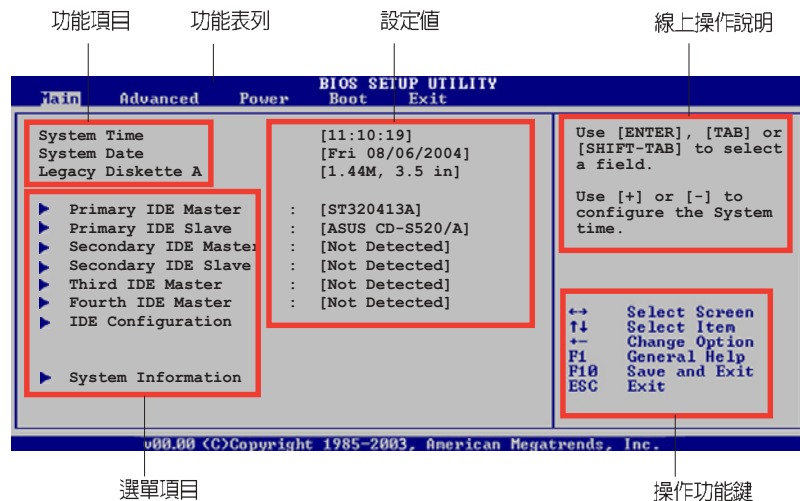 功能項目 功能表列 設定值 線上操作說明
BIOS SETUP UTILITY
Main Advanced Power Boot Exit
System Time [11:10:19]
System Date [Fri 08/06/2004]
Legacy Diskette A [1.44M, 3.5 in]
Primary IDE Master : [ST320413A]
Primary IDE Slave : [ASUS CD-S520/A]
Secondary IDE Master : [Not Detected]
Secondary IDE Slave : [Not Detected]
Third IDE Master : [Not Detected]
Fourth IDE Master : [Not Detected]
IDE Configuration
System Information
Use [ENTER], [TAB] or
[SHIFT-TAB] to select
a field.
Use [+] or [-] to
configure the System
time.
←→ Select Screen
↑↓ Select Item
+- Change Option
F1 General Help
F10 Save and Exit
ESC Exit
v00.00 (C)Copyright 1985-2003, American Megatrends, Inc.
選單項目 操作功能鍵